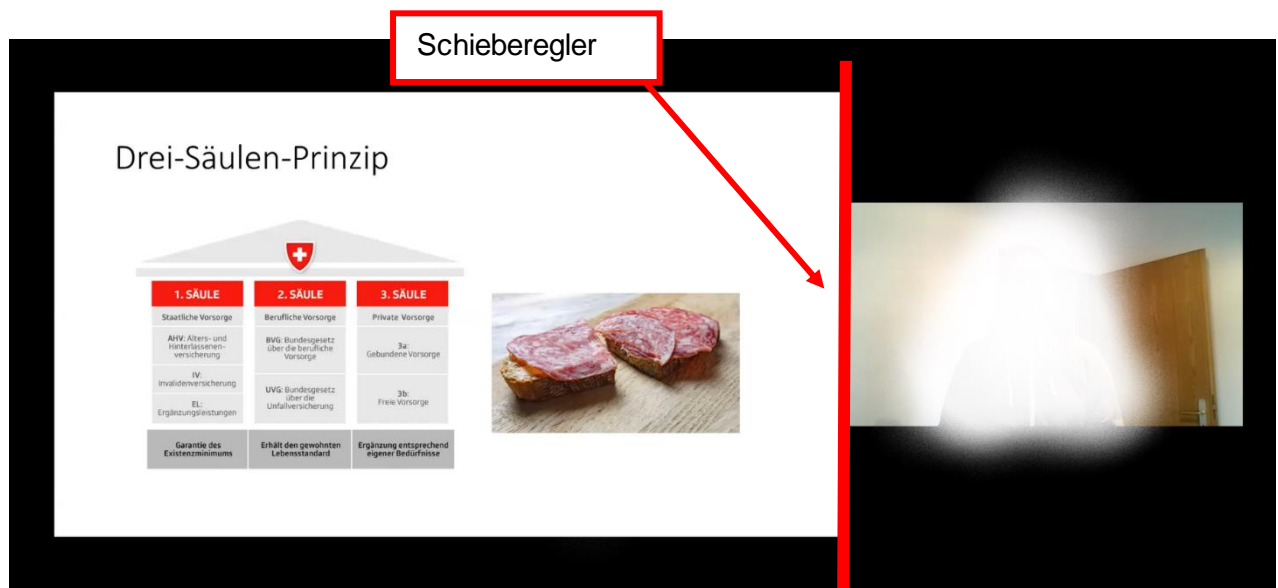 Schieberegler
Drei-Säulen-Prinzip
1. SÄULE
Staatliche Vorsorge
AHV: Alters- und
Hinterlassenen-
versicherung
IV:
Invalidenversicherung
EL:
Ergänzungsleistungen
Garantie des
Existenzminimums
2. SÄULE
Berufliche Vorsorge
BVG: Bundesgesetz
über die berufliche
Vorsorge
UVG: Bundesgesetz
über die
Unfallversicherung
Erhält den gewohnten
Lebensstandard
3. SÄULE
Private Vorsorge
3a:
Gebundene Vorsorge
3b:
Freie Vorsorge
Ergänzung entsprechend
eigener Bedürfnisse